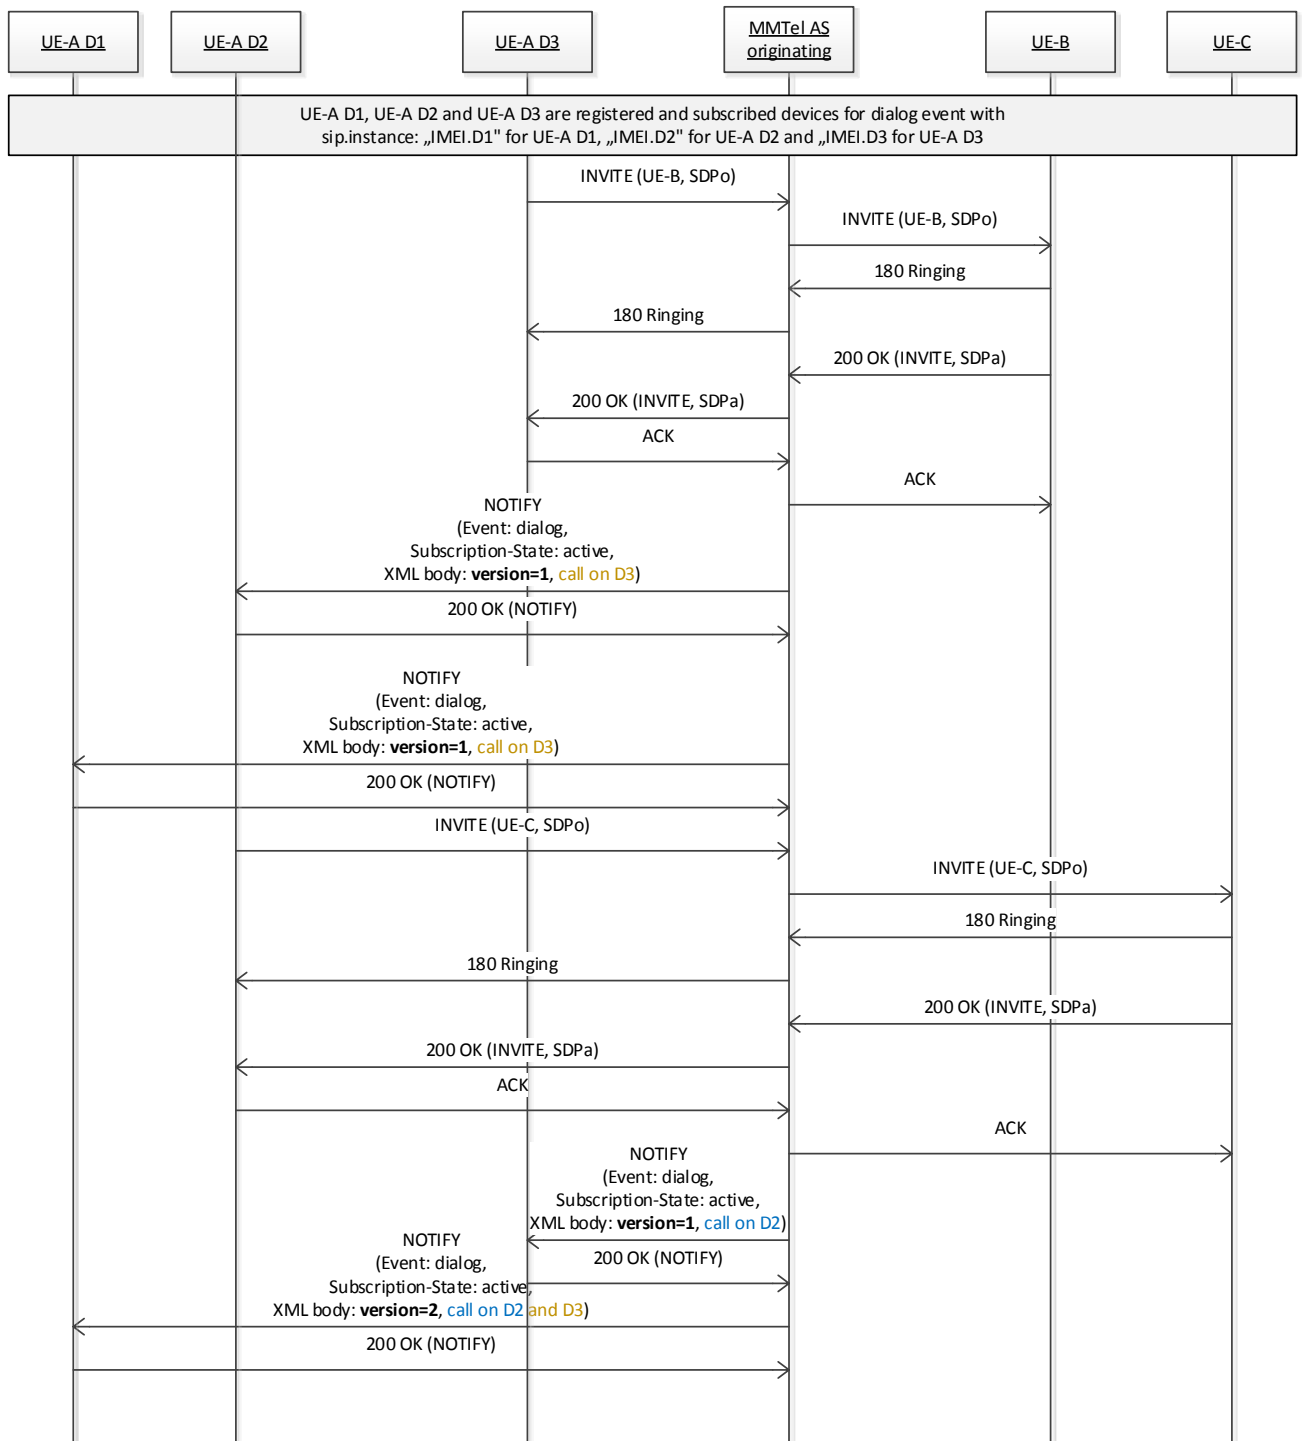 UE-A D1
UE-A D2
UE-A D3
MMTel AS
originating
UE-B
UE-C
UE-A D1, UE-A D2 and UE-A D3 are registered and subscribed devices for dialog event with
sip.instance: „IMEI.D1" for UE-A D1, „IMEI.D2" for UE-A D2 and „IMEI.D3 for UE-A D3
INVITE (UE-B, SDPo)
INVITE (UE-B, SDPo)
180 Ringing
180 Ringing
200 OK (INVITE, SDPa)
200 OK (INVITE, SDPa)
ACK
ACK
NOTIFY
(Event: dialog,
Subscription-State: active,
XML body: version=1, call on D3)
200 OK (NOTIFY)
NOTIFY
(Event: dialog,
Subscription-State: active,
XML body: version=1, call on D3)
200 OK (NOTIFY)
INVITE (UE-C, SDPo)
INVITE (UE-C, SDPo)
180 Ringing
180 Ringing
200 OK (INVITE, SDPa)
200 OK (INVITE, SDPa)
ACK
ACK
NOTIFY
(Event: dialog,
Subscription-State: active,
XML body: version=1, call on D2)
200 OK (NOTIFY)
NOTIFY
(Event: dialog,
Subscription-State: active,
XML body: version=2, call on D2 and D3)
200 OK (NOTIFY)